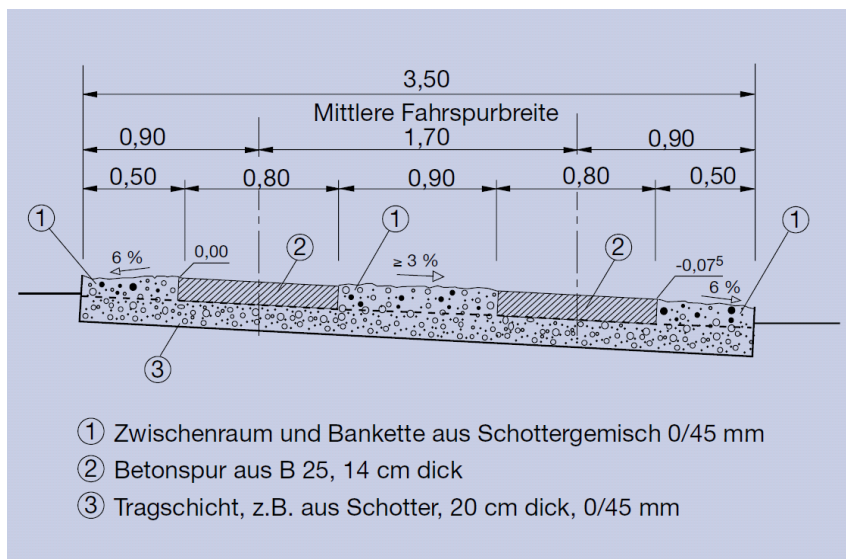 3,50
Mittlere Fahrspurbreite
0,90 1,70 0,90
0,50 0,80 0,90 0,80 0,50
1 1 1
6 % 0,00 2 ≥ 3 % 2 -0,07⁵ 6 %
3
1 Zwischenraum und Bankette aus Schottergemisch 0/45 mm
2 Betonspur aus B 25, 14 cm dick
3 Tragschicht, z.B. aus Schotter, 20 cm dick, 0/45 mm